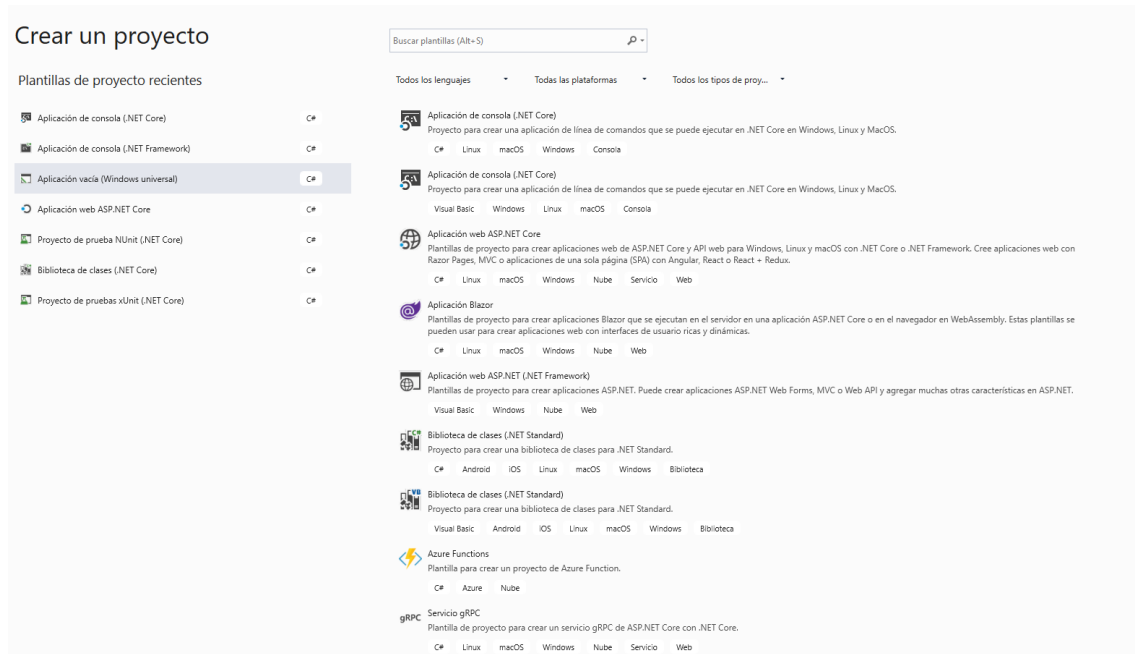 Crear un proyecto
Buscar plantillas (Alt+S)
Plantillas de proyecto recientes
Todos los lenguajes
Todas las plataformas
Todos los tipos de proy...
Aplicación de consola (.NET Core) C#
Aplicación de consola (.NET Framework) C#
Aplicación vacía (Windows universal) C#
Aplicación web ASP.NET Core C#
Proyecto de prueba NUnit (.NET Core) C#
Biblioteca de clases (.NET Core) C#
Proyecto de pruebas xUnit (.NET Core) C#
Aplicación de consola (.NET Core)
Proyecto para crear una aplicación de línea de comandos que se puede ejecutar en .NET Core en Windows, Linux y MacOS.
C# Linux macOS Windows Consola
Aplicación de consola (.NET Core)
Proyecto para crear una aplicación de línea de comandos que se puede ejecutar en .NET Core en Windows, Linux y MacOS.
Visual Basic Windows Linux macOS Consola
Aplicación web ASP.NET Core
Plantillas de proyecto para crear aplicaciones web de ASP.NET Core y API web para Windows, Linux y macOS con .NET Core o .NET Framework. Cree aplicaciones web con
Razor Pages, MVC o aplicaciones de una sola página (SPA) con Angular, React o React + Redux.
C# Linux macOS Windows Nube Servicio Web
Aplicación Blazor
Plantillas de proyecto para crear aplicaciones Blazor que se ejecutan en el servidor en una aplicación ASP.NET Core o en el navegador en WebAssembly. Estas plantillas se
pueden usar para crear aplicaciones web con interfaces de usuario ricas y dinámicas.
C# Linux macOS Windows Nube Web
Aplicación web ASP.NET (.NET Framework)
Plantillas de proyecto para crear aplicaciones ASP.NET. Puede crear aplicaciones ASP.NET Web Forms, MVC o Web API y agregar muchas otras características en ASP.NET.
Visual Basic Windows Nube Web
Biblioteca de clases (.NET Standard)
Proyecto para crear una biblioteca de clases para .NET Standard.
C# Android iOS Linux macOS Windows Biblioteca
Biblioteca de clases (.NET Standard)
Proyecto para crear una biblioteca de clases para .NET Standard.
Visual Basic Android iOS Linux macOS Windows Biblioteca
Azure Functions
Plantilla para crear un proyecto de Azure Function.
C# Azure Nube
gRPC
Servicio gRPC
Plantilla de proyecto para crear un servicio gRPC de ASP.NET Core con .NET Core.
C# Linux macOS Windows Nube Servicio Web